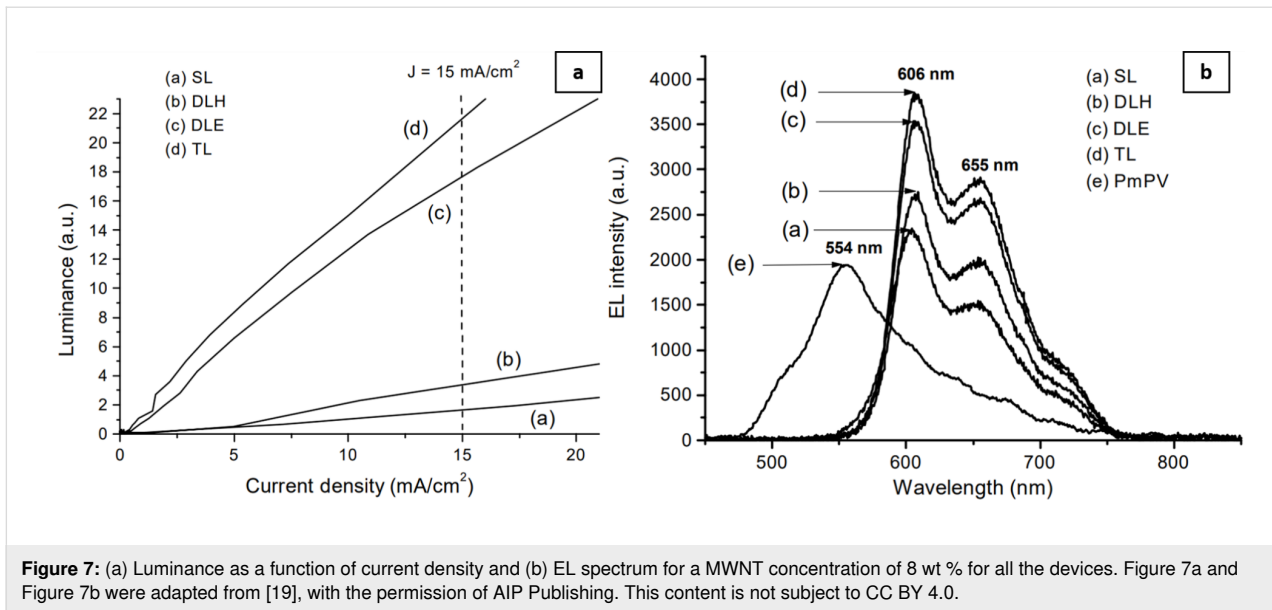 a
J = 15 mA/cm²
(a) SL
(b) DLH
(c) DLE
(d) TL
22
20
18
16
14
12
10
8
6
4
2
0
Luminance (a.u.)
(d)
(c)
(b)
(a)
0 5 10 15 20
Current density (mA/cm²)
b
606 nm
655 nm
554 nm
(a) SL
(b) DLH
(c) DLE
(d) TL
(e) PmPV
(d)
(c)
(b)
(a)
(e)
4000
3500
3000
2500
2000
1500
1000
500
0
EL intensity (a.u.)
500 600 700 800
Wavelength (nm)
Figure 7: (a) Luminance as a function of current density and (b) EL spectrum for a MWNT concentration of 8 wt % for all the devices. Figure 7a and
Figure 7b were adapted from [19], with the permission of AIP Publishing. This content is not subject to CC BY 4.0.